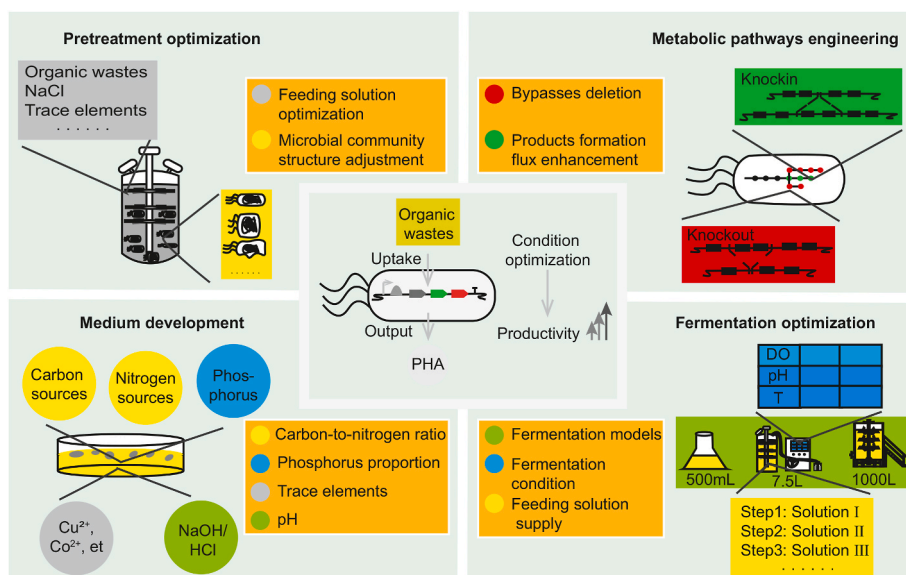 Pretreatment optimization
Organic wastes
NaCl
Trace elements
. . . . . .
Feeding solution
optimization
Microbial community
structure adjustment
......
Metabolic pathways engineering
Bypasses deletion
Products formation
flux enhancement
Knockin
Knockout
Organic
wastes
Uptake
Output
PHA
Condition
optimization
Productivity
Medium development
Carbon
sources
Nitrogen
sources
Phos-
phorus
Cu²⁺,
Co²⁺, et
NaOH/
HCl
Carbon-to-nitrogen ratio
Phosphorus proportion
Trace elements
pH
Fermentation optimization
Fermentation models
Fermentation
condition
Feeding solution
supply
DO
pH
T
500mL
7.5L
1000L
Step1: Solution I
Step2: Solution II
Step3: Solution III
. . . . . .